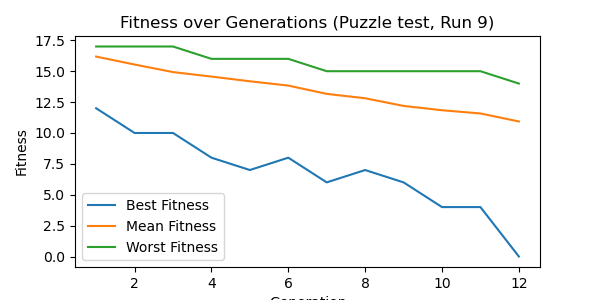 Fitness over Generations (Puzzle test, Run 9)
Fitness
17.5
15.0
12.5
10.0
7.5
5.0
2.5
0.0
Best Fitness
Mean Fitness
Worst Fitness
2 4 6 8 10 12
Generation